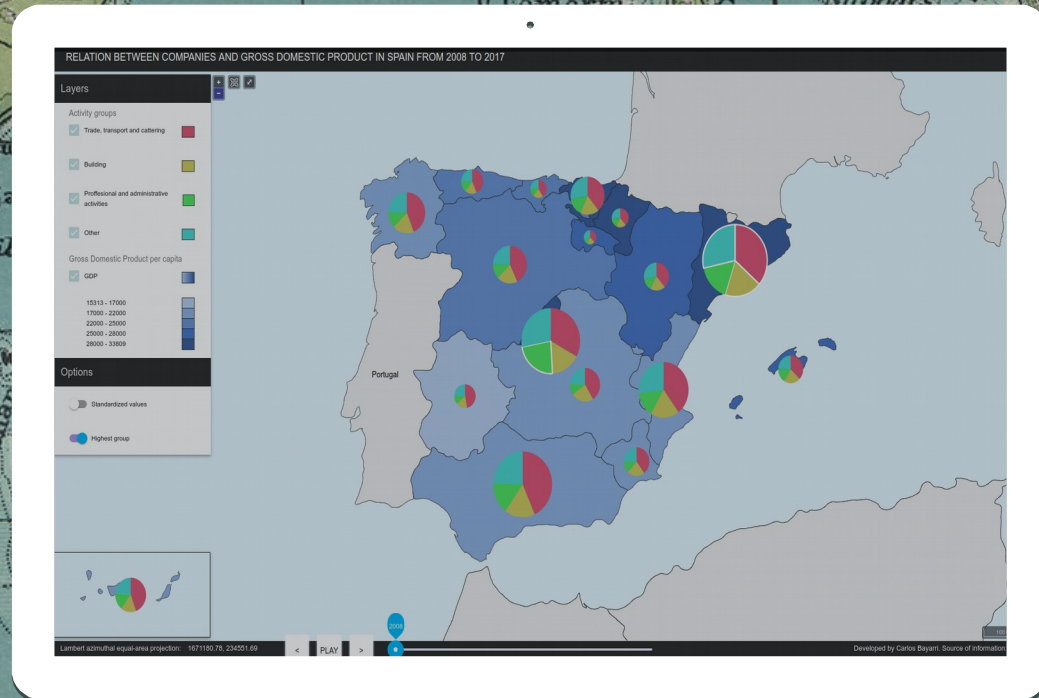 RELATION BETWEEN COMPANIES AND GROSS DOMESTIC PRODUCT IN SPAIN FROM 2008 TO 2017
Layers
Activity groups
Trade, transport and cattering
Building
Proffesional and administrative
activities
Other
Gross Domestic Product per capita
GDP
15313 - 17000
17000 - 22000
22000 - 25000
25000 - 28000
28000 - 33809
Options
Standardized values
Highest group
Portugal
2008
100
Lambert azimuthal equal-area projection: 1671180.78, 234551.69
< PLAY >
Developed by Carlos Bayarri, Source of information: